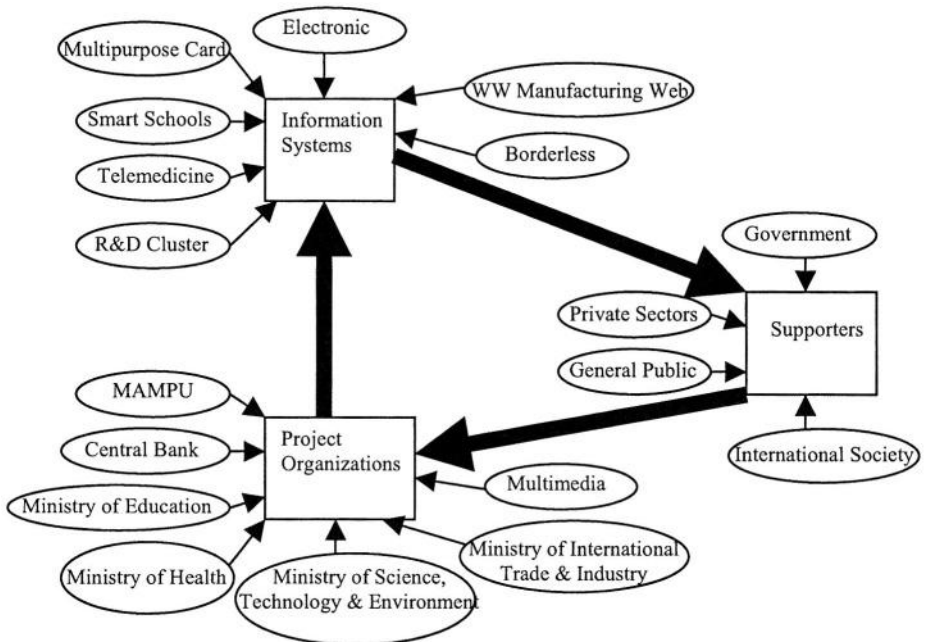 Electronic
Multipurpose Card
WW Manufacturing Web
Smart Schools
Information
Systems
Borderless
Telemedicine
R&D Cluster
Government
Private Sectors
Supporters
General Public
MAMPU
Project
Organizations
Central Bank
International Society
Multimedia
Ministry of Education
Ministry of International
Trade & Industry
Ministry of Health
Ministry of Science,
Technology & Environment